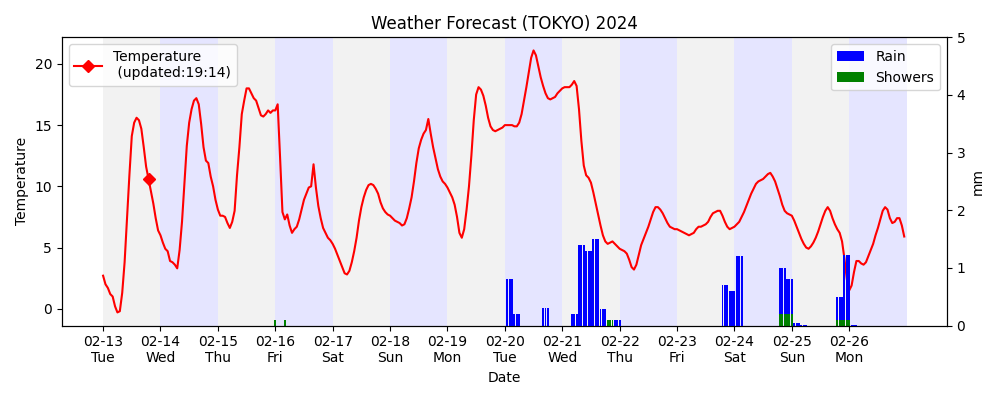 Weather Forecast (TOKYO) 2024
Temperature
(updated:19:14)
Rain
Showers
Temperature
20
15
10
5
0
5
4
3
2
1
0
mm
02-13 02-14 02-15 02-16 02-17 02-18 02-19 02-20 02-21 02-22 02-23 02-24 02-25 02-26
Tue Wed Thu Fri Sat Sun Mon Tue Wed Thu Fri Sat Sun Mon
Date